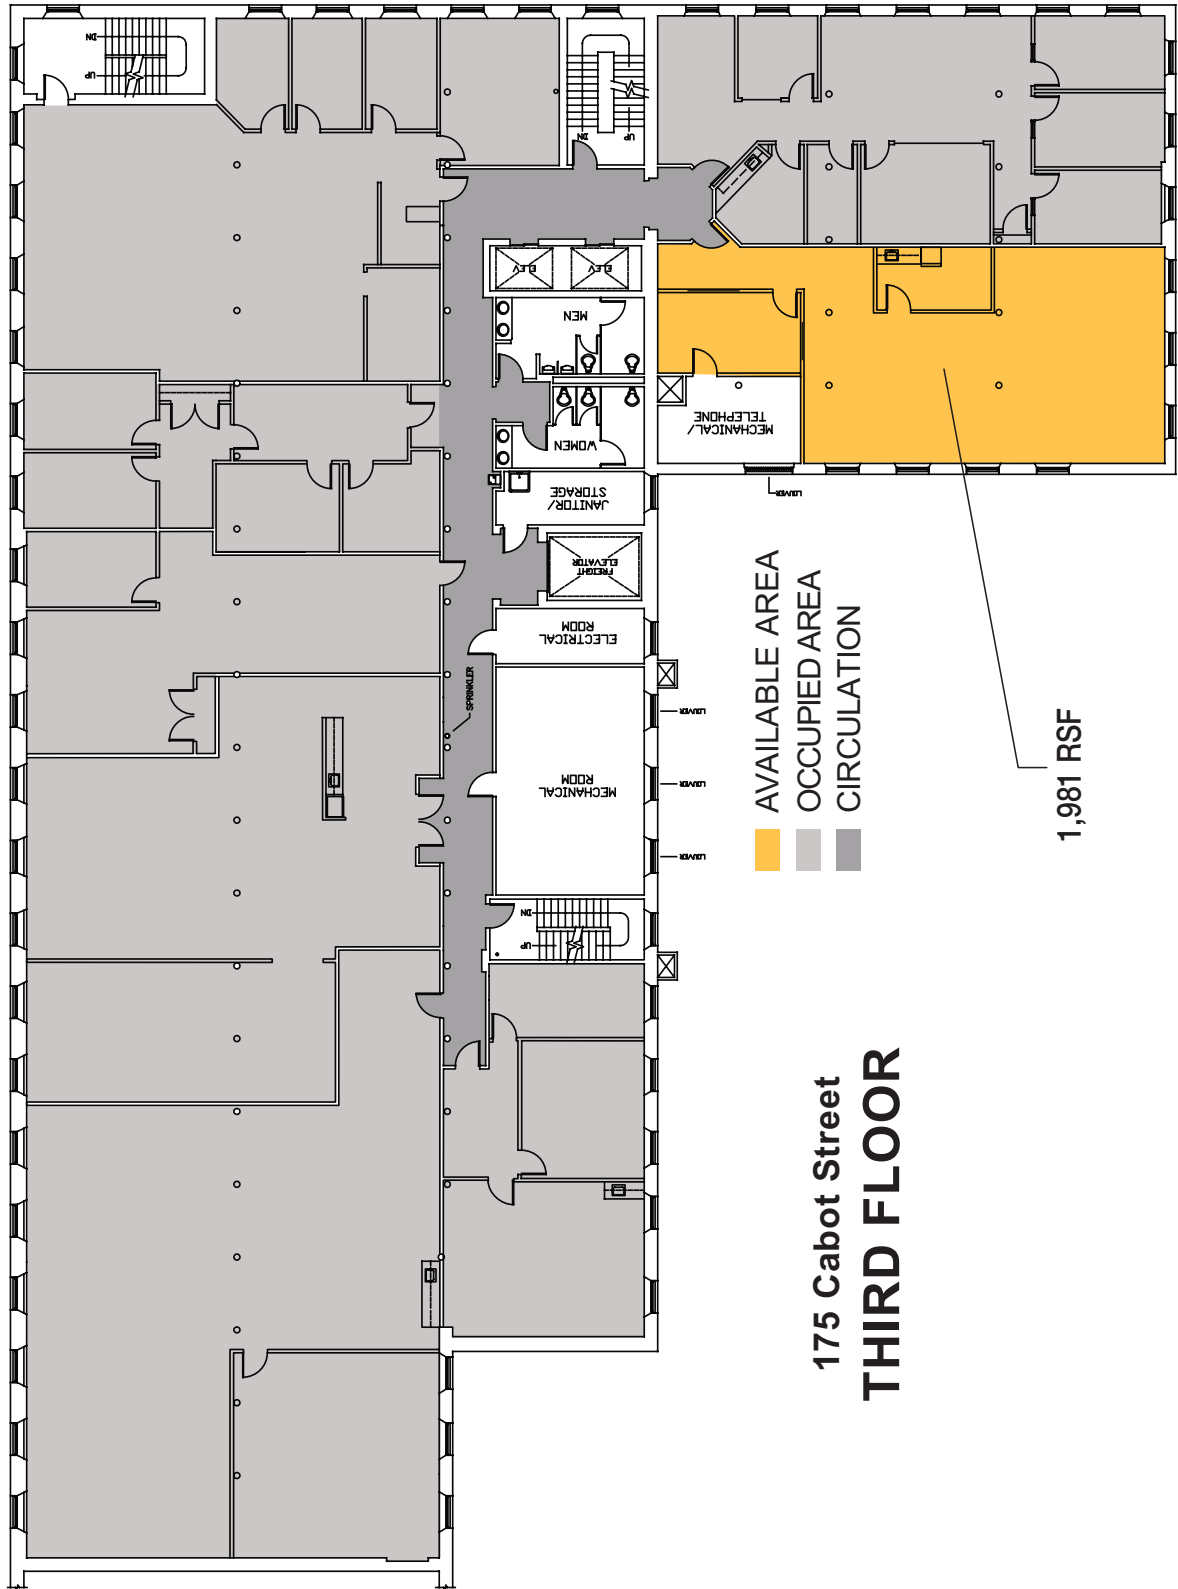 DN
UP
DN
UP
ELEV
ELEV
MEN
WOMEN
MECHANICAL/
TELEPHONE
JANITOR/
STORAGE
LOUVER
FREIGHT
ELEVATOR
ELECTRICAL
ROOM
SPRINKLER
MECHANICAL
ROOM
LOUVER
LOUVER
LOUVER
DN
UP
AVAILABLE AREA
OCCUPIED AREA
CIRCULATION
1,981 RSF
175 Cabot Street
THIRD FLOOR